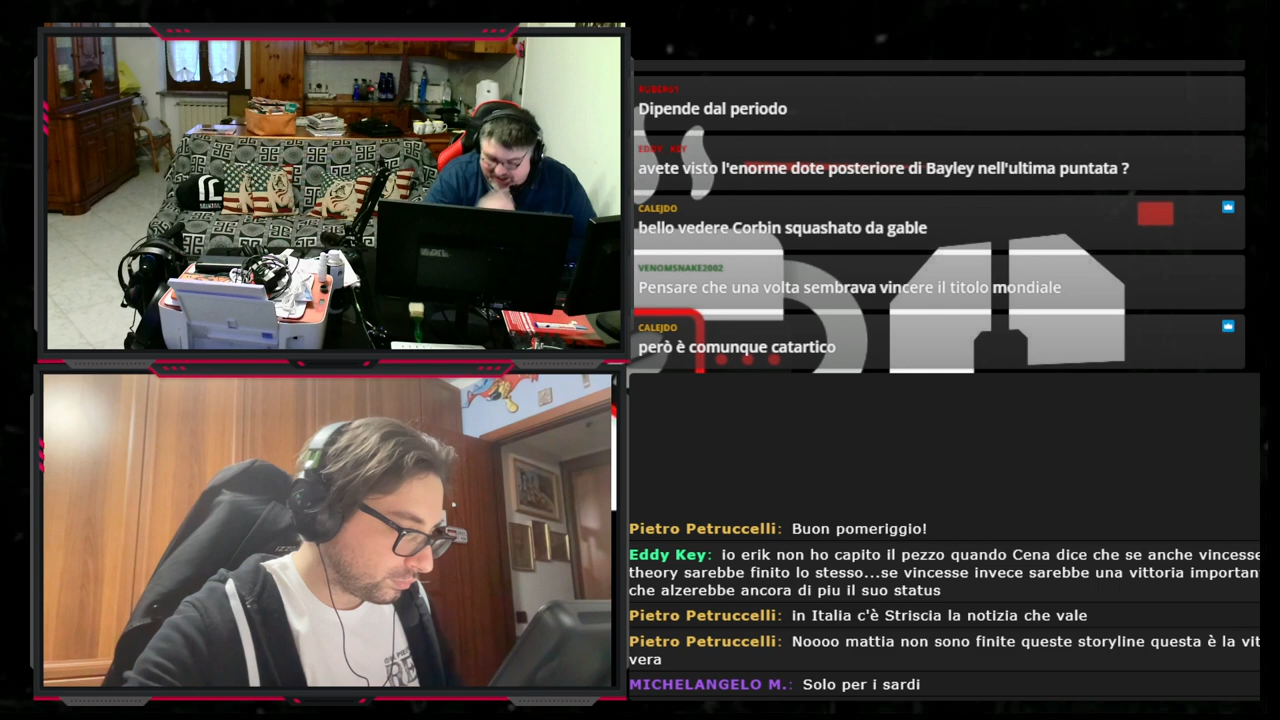 RUBER01
Dipende dal periodo
EDDY KEY
avete visto l'enorme dote posteriore di Bayley nell'ultima puntata ?
CALEJDO
bello vedere Corbin squashato da gable
VENOMSNAKE2002
Pensare che una volta sembrava vincere il titolo mondiale
CALEJDO
però è comunque catartico
Pietro Petruccelli: Buon pomeriggio!
Eddy Key: io erik non ho capito il pezzo quando Cena dice che se anche vincesse
theory sarebbe finito lo stesso...se vincesse invece sarebbe una vittoria importan
che alzerebbe ancora di piu il suo status
Pietro Petruccelli: in Italia c'è Striscia la notizia che vale
Pietro Petruccelli: Noooo mattia non sono finite queste storyline questa è la vit
vera
MICHELANGELO M.: Solo per i sardi